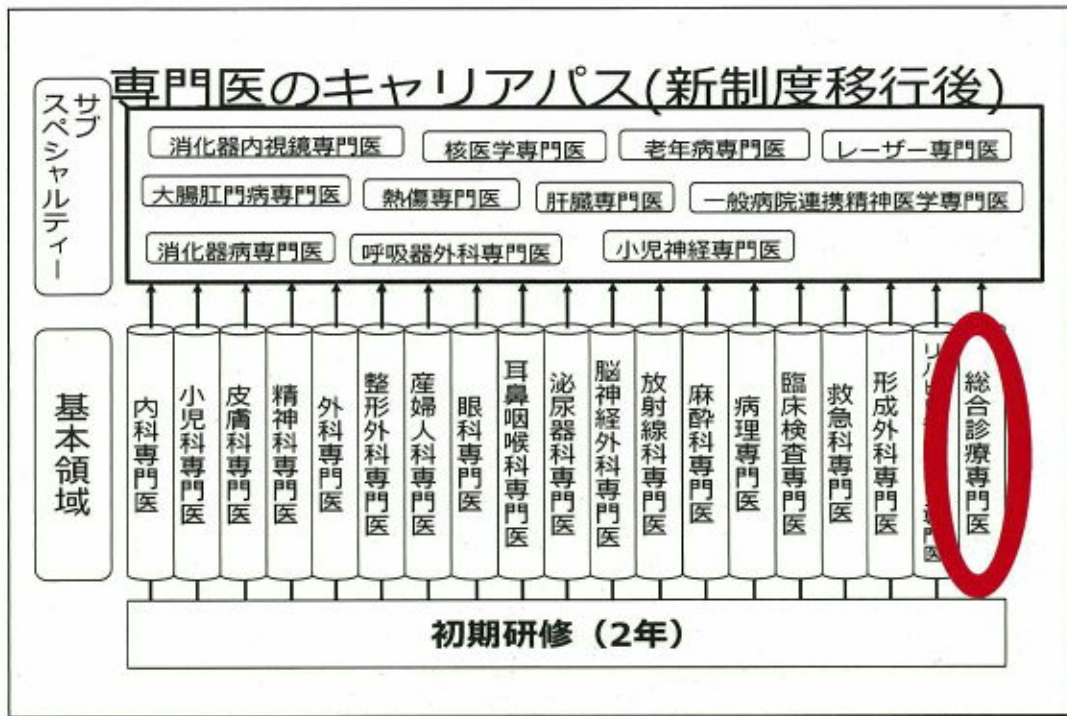 専門医のキャリアパス(新制度移行後)
サブ
スペシャルティー
消化器内視鏡専門医
核医学専門医
老年病専門医
レーザー専門医
大腸肛門病専門医
熱傷専門医
肝臓専門医
一般病院連携精神医学専門医
消化器病専門医
呼吸器外科専門医
小児神経専門医
基本領域
内科専門医
小児科専門医
皮膚科専門医
精神科専門医
外科専門医
整形外科専門医
産婦人科専門医
眼科専門医
耳鼻咽喉科専門医
泌尿器科専門医
脳神経外科専門医
放射線科専門医
麻酔科専門医
病理専門医
臨床検査専門医
救急科専門医
形成外科専門医
総合診療専門医
初期研修（2年）